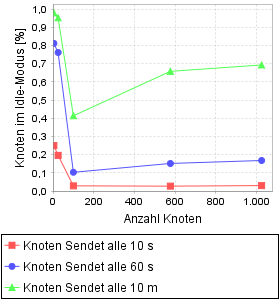 Knoten im Idle-Modus [%]
1,0
0,9
0,8
0,7
0,6
0,5
0,4
0,3
0,2
0,1
0,0
0 200 400 600 800 1.000
Anzahl Knoten
Knoten Sendet alle 10 s
Knoten Sendet alle 60 s
Knoten Sendet alle 10 m